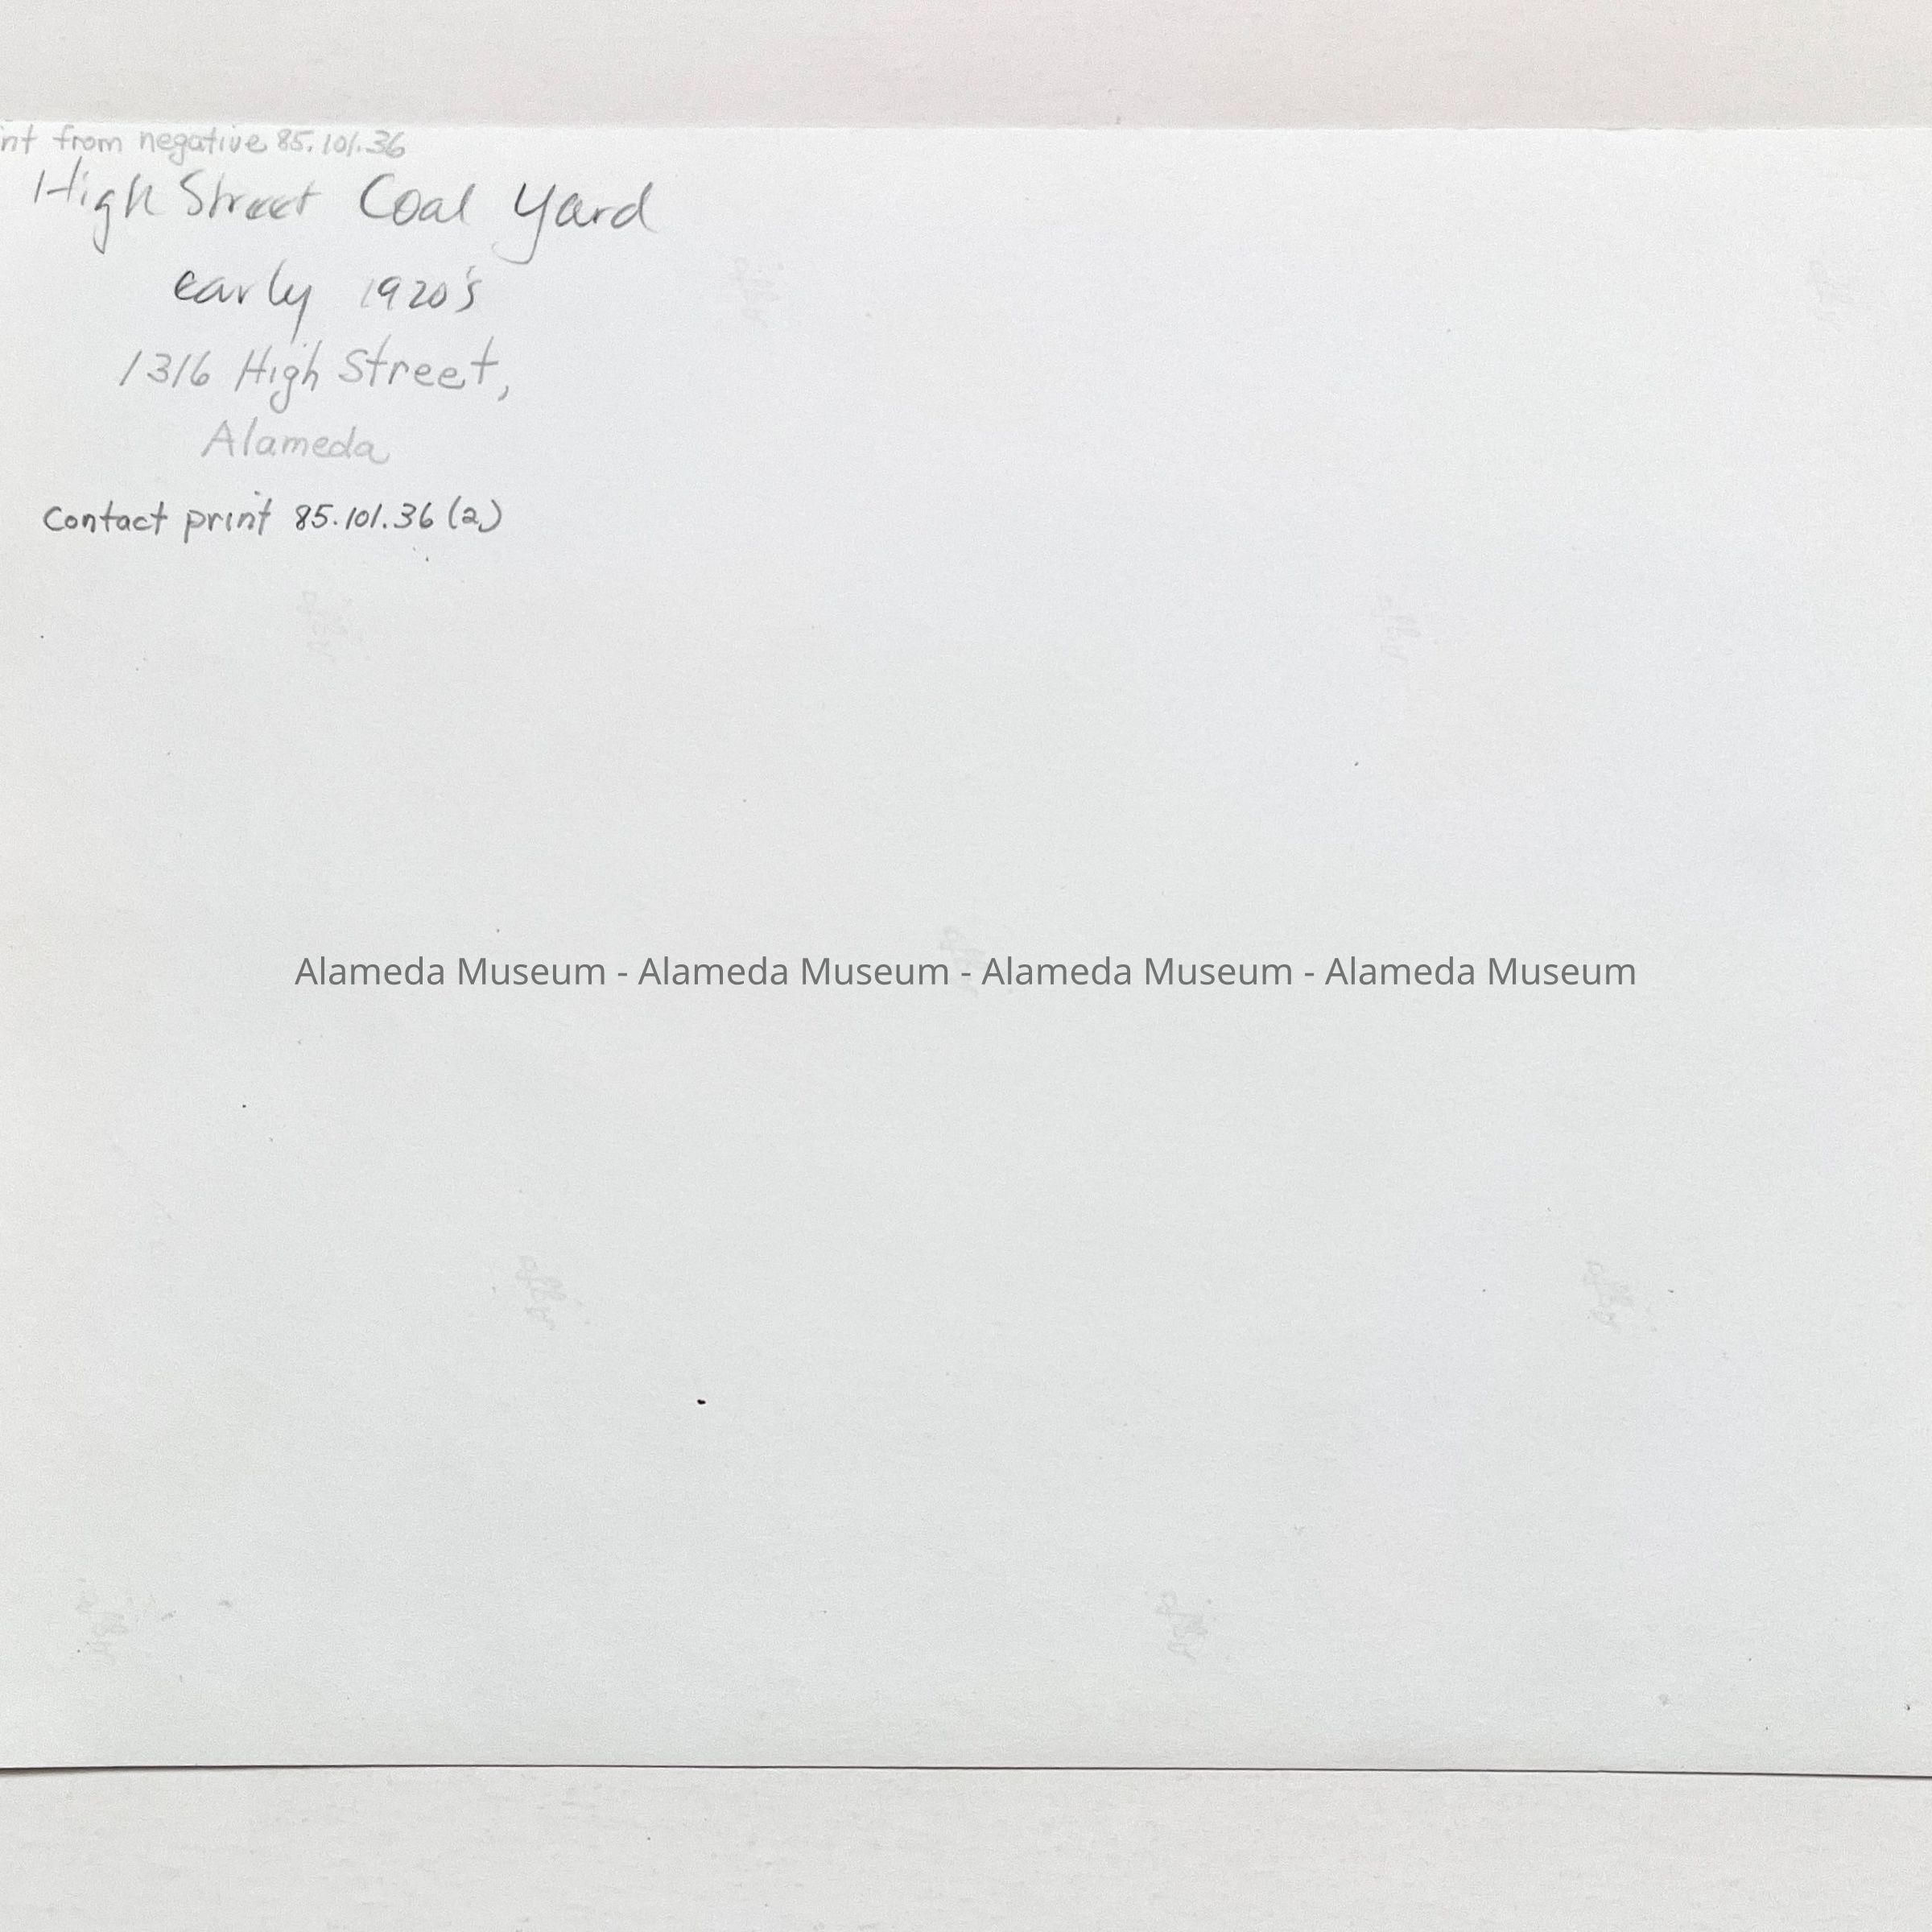 nt from negative 85.101.36
High Street Coal Yard
early 1920's
1316 High Street,
Alameda
Contact print 85.101.36 (2)
Alameda Museum - Alameda Museum - Alameda Museum - Alameda Museum